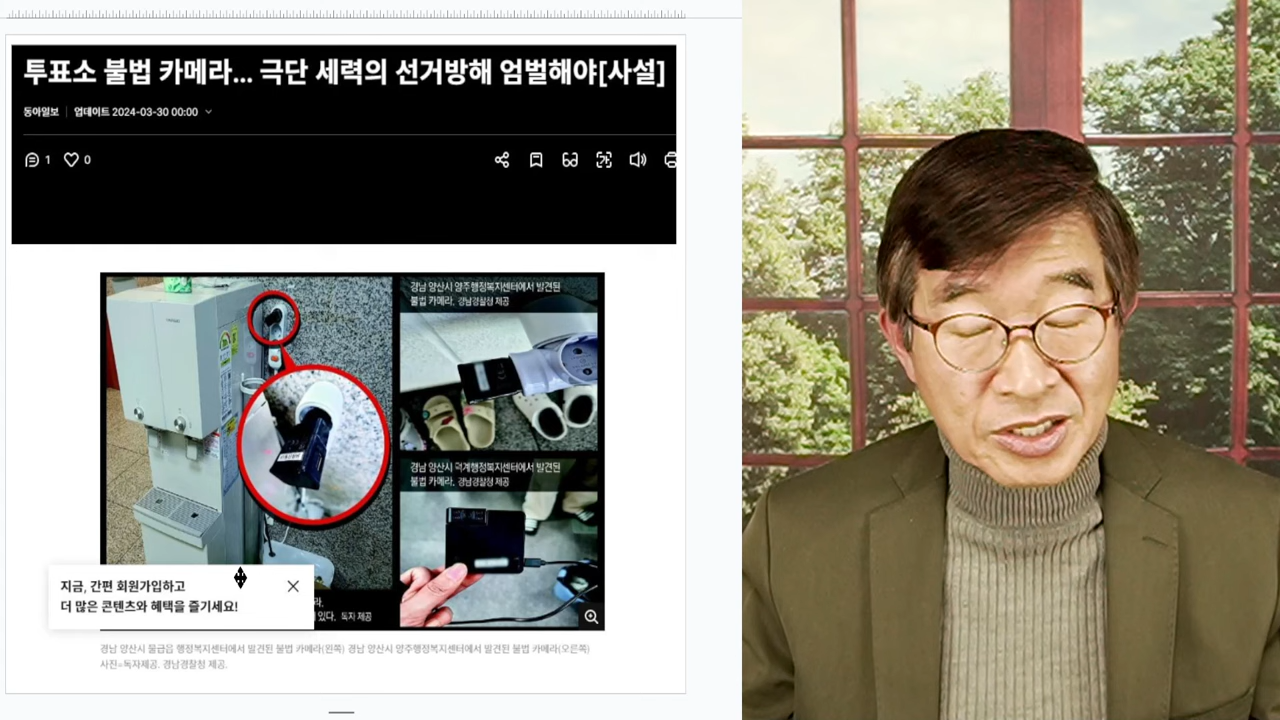 투표소 불법 카메라... 극단 세력의 선거방해 엄벌해야[사설]
동아일보 업데이트 2024-03-30 00:00
1 0
경남 양산시 양주행정복지센터에서 발견된
불법 카메라. 경남경찰청 제공
경남 양산시 덕계행정복지센터에서 발견된
불법 카메라. 경남경찰청 제공
지금, 간편 회원가입하고
더 많은 콘텐츠와 혜택을 즐기세요!
라.
있다. 독자 제공
경남 양산시 물금읍 행정복지센터에서 발견된 불법 카메라(왼쪽) 경남 양산시 양주행정복지센터에서 발견된 불법 카메라(오른쪽)
사진=독자제공. 경남경찰청 제공.